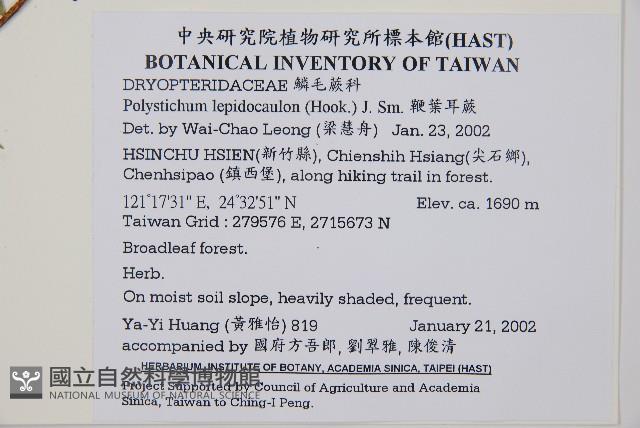 中央研究院植物研究所標本館(HAST)
BOTANICAL INVENTORY OF TAIWAN
DRYOPTERIDACEAE 鱗毛蕨科
Polystichum lepidocaulon (Hook.) J. Sm. 鞭葉耳蕨
Det. by Wai-Chao Leong (梁慧舟) Jan. 23, 2002
HSINCHU HSIEN(新竹縣), Chienshih Hsiang(尖石鄉),
Chenhsipao (鎮西堡), along hiking trail in forest.
121°17'31" E, 24°32'51" N Elev. ca. 1690 m
Taiwan Grid : 279576 E, 2715673 N
Broadleaf forest.
Herb.
On moist soil slope, heavily shaded, frequent.
Ya-Yi Huang (黃雅怡) 819 January 21, 2002
accompanied by 國府方吾郎, 劉翠雅, 陳俊清
HERBARIUM, INSTITUTE OF BOTANY, ACADEMIA SINICA, TAIPEI (HAST)
Project Supported by Council of Agriculture and Academia
Sinica, Taiwan to Ching-I Peng.
國立自然科學博物館
NATIONAL MUSEUM OF NATURAL SCIENCE